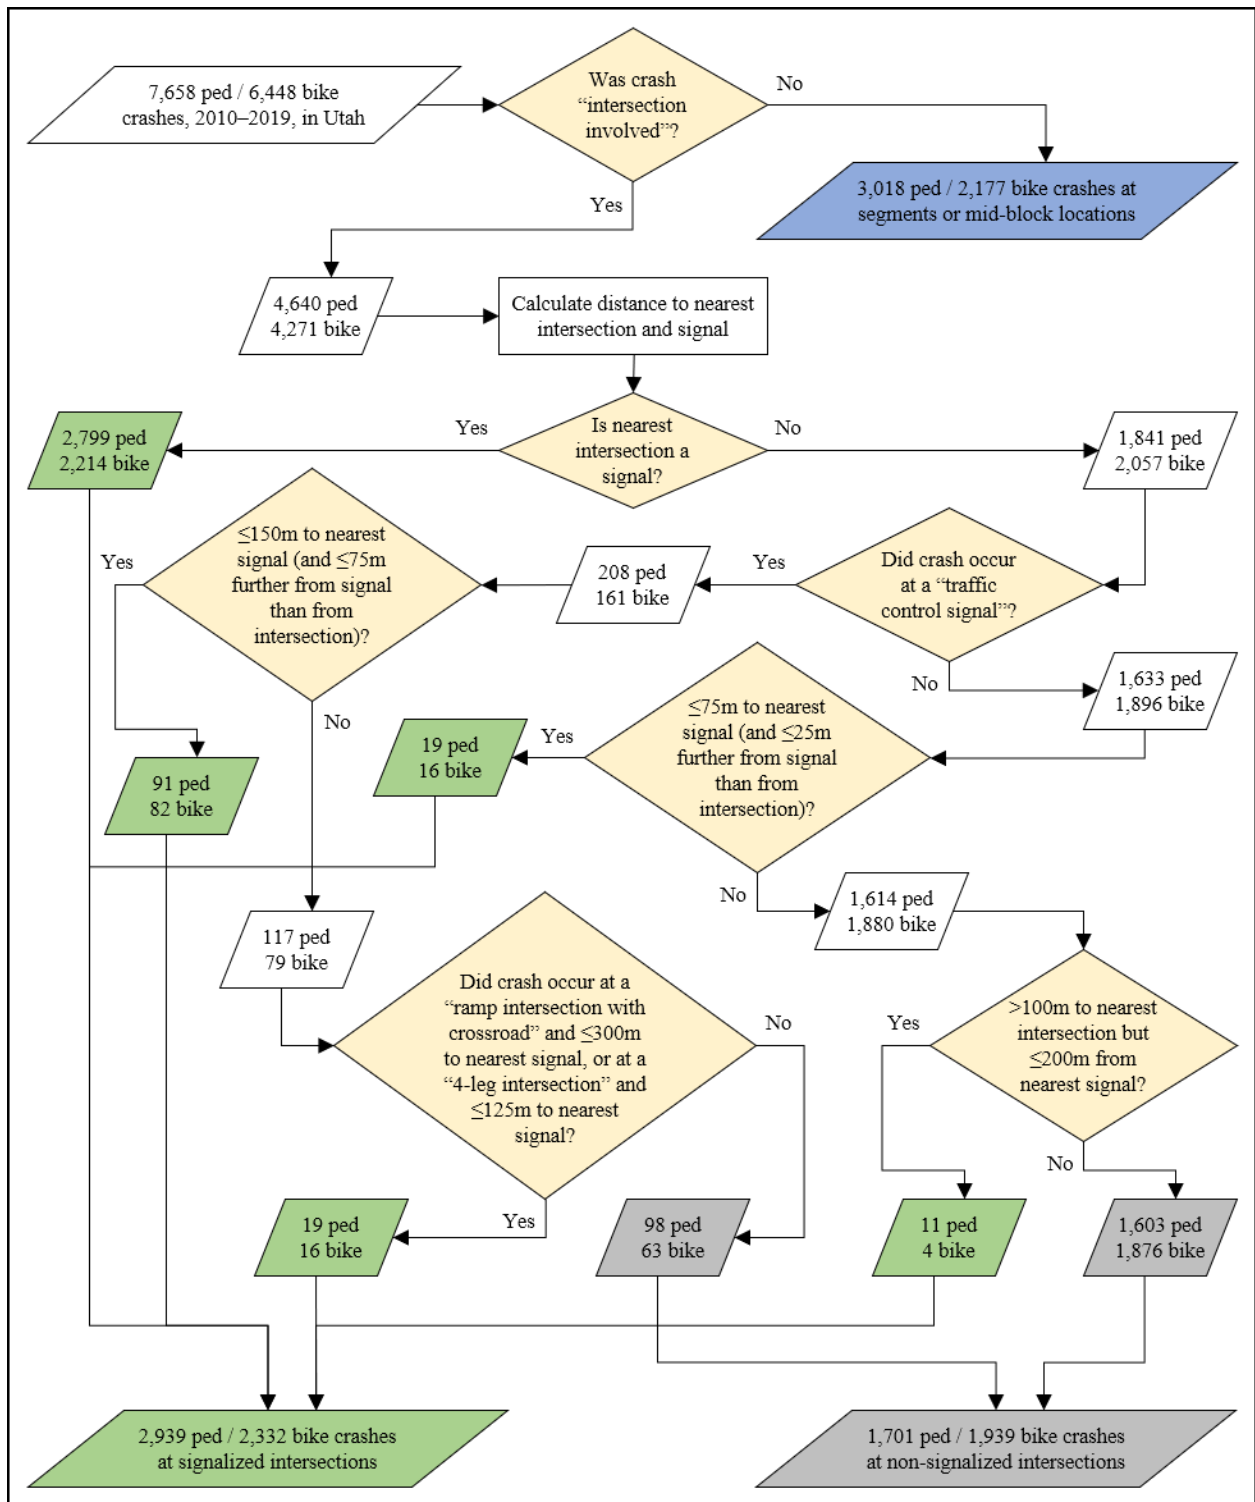 7,658 ped / 6,448 bike
crashes, 2010–2019, in Utah
Was crash
“intersection
involved”?
No
3,018 ped / 2,177 bike crashes at
segments or mid-block locations
Yes
4,640 ped
4,271 bike
Calculate distance to nearest
intersection and signal
Is nearest
intersection a
signal?
Yes
No
2,799 ped
2,214 bike
1,841 ped
2,057 bike
Did crash occur
at a “traffic
control signal”?
Yes
208 ped
161 bike
≤150m to nearest
signal (and ≤75m
further from signal
than from
intersection)?
Yes
No
No
1,633 ped
1,896 bike
≤75m to nearest
signal (and ≤25m
further from signal
than from
intersection)?
Yes
19 ped
16 bike
91 ped
82 bike
No
1,614 ped
1,880 bike
117 ped
79 bike
Did crash occur at a
“ramp intersection with
crossroad” and ≤300m
to nearest signal, or at a
“4-leg intersection” and
≤125m to nearest
signal?
No
Yes
>100m to nearest
intersection but
≤200m from
nearest signal?
Yes
No
19 ped
16 bike
98 ped
63 bike
11 ped
4 bike
1,603 ped
1,876 bike
2,939 ped / 2,332 bike crashes
at signalized intersections
1,701 ped / 1,939 bike crashes
at non-signalized intersections